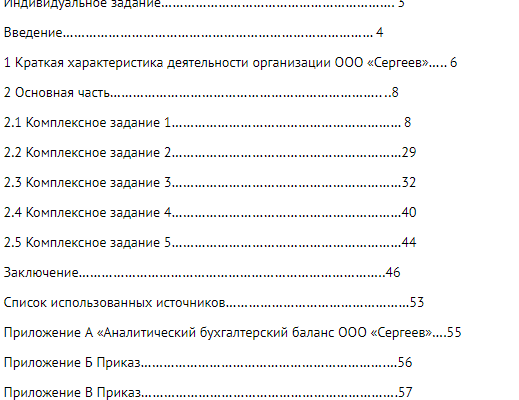 Индивидуальное задание…………………………………………………. 3
Введение……………………………………………………………………… 4
1 Краткая характеристика деятельности организации ООО «Сергеев»….. 6
2 Основная часть……………………………………………………………. ..8
2.1 Комплексное задание 1…………………………………………………… 8
2.2 Комплексное задание 2……………………………………………………29
2.3 Комплексное задание 3……………………………………………………32
2.4 Комплексное задание 4……………………………………………………40
2.5 Комплексное задание 5……………………………………………………44
Заключение……………………………………………………………………..46
Список использованных источников…………………………………………53
Приложение А «Аналитический бухгалтерский баланс ООО «Сергеев»….55
Приложение Б Приказ…………………………………………………………….56
Приложение В Приказ…………………………………………………………….57